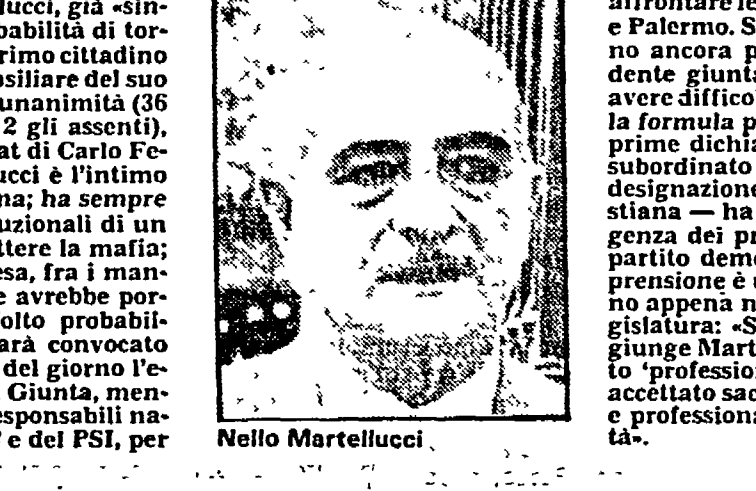 lucci, già «sin-
babilità di tor-
rimo cittadino
siliare del suo
unanimità (36
2 gli assenti),
at di Carlo Fe-
ucci è l'intimo
na; ha sempre
uzionali di un
ttere la mafia;
esa, fra i man-
e avrebbe por-
olto probabil-
arà convocato
del giorno l'e-
Giunta, men-
esponsabili na-
e del PSI, per
Nello Martellucci
affrontare le
e Palermo. S
no ancora p
dente giunta
avere difficol
la formula p
prime dichia
subordinato
designazione
stiana — ha
genza dei pr
partito demo
prensione è
no appena n
gislatura: «S
giunge Mart
to 'profession
accettato sac
e professiona
tà».